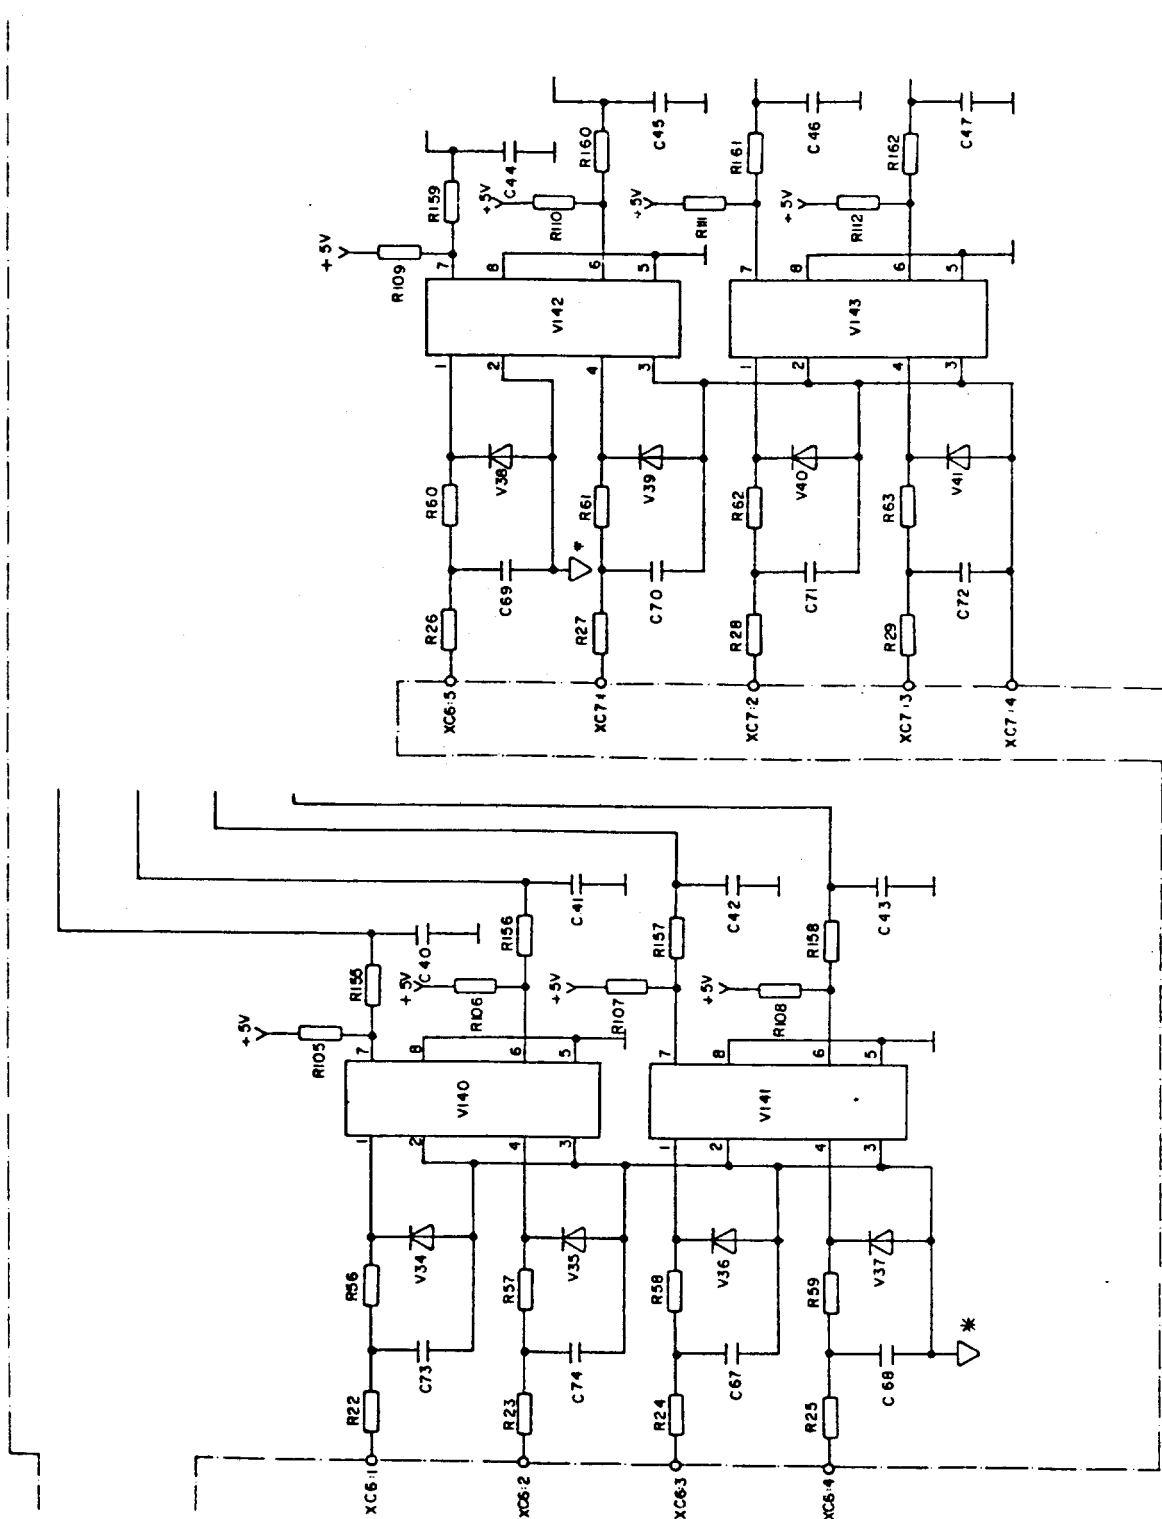 +5V
R109
R159
C44
+5V
R110
R160
C45
+5V
R111
R161
C46
+5V
R112
R162
C47
7
8
6
5
V142
1
2
4
3
7
8
6
5
V143
1
2
4
3
R60
V38
R61
V39
R62
V40
R63
V41
R26
C69
*
R27
C70
R28
C71
R29
C72
XC6:5
XC7:1
XC7:2
XC7:3
XC7:4
+5V
R105
R155
C40
+5V
R106
R156
C41
+5V
R107
R157
C42
+5V
R108
R158
C43
7
8
6
5
V140
1
2
4
3
7
8
6
5
V141
1
2
4
3
R56
V34
R57
V35
R58
V36
R59
V37
R22
C73
R23
C74
R24
C67
R25
C68
*
XC6:1
XC6:2
XC6:3
XC6:4